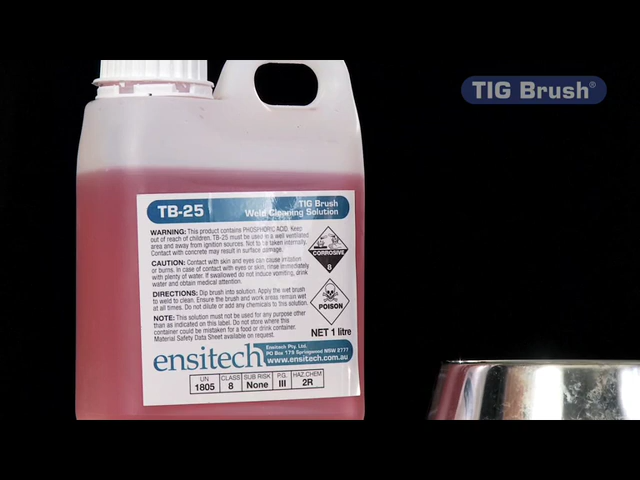 TIG Brush®
TB-25
TIG Brush
Weld Cleaning Solution
WARNING: This product contains PHOSPHORIC ACID. Keep
out of reach of children. TB-25 must be used in a well ventilated
area and away from ignition sources. Not to be taken internally.
Contact with concrete may result in surface damage.
CAUTION: Contact with skin and eyes can cause irritation
or burns. In case of contact with eyes or skin, rinse immediately
with plenty of water. If swallowed do not induce vomiting, drink
water and obtain medical attention.
DIRECTIONS: Dip brush into solution. Apply the wet brush
to weld to clean. Ensure the brush and work areas remain wet
at all times. Do not dilute or add any chemicals to this solution.
NOTE: This solution must not be used for any purpose other
than as indicated on this label. Do not store where this
container could be mistaken for a food or drink container.
Material Safety Data Sheet available on request.
CORROSIVE
8
POISON
NET 1 litre
ensitech
Ensitech Pty. Ltd.
PO Box 179 Springwood NSW 2777
www.ensitech.com.au
UN CLASS SUB RISK P.G. HAZ.CHEM
1805 8 None III 2R